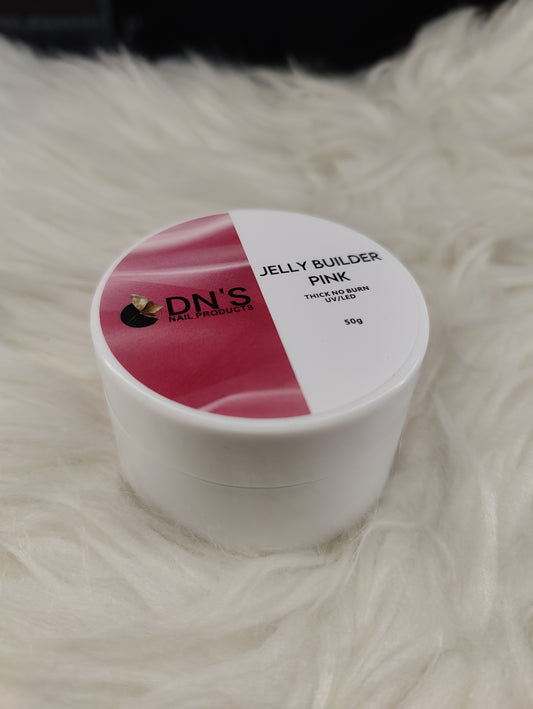 DN'S
NAIL PRODUCTS
JELLY BUILDER
PINK
THICK NO BURN
UV/LED
50g